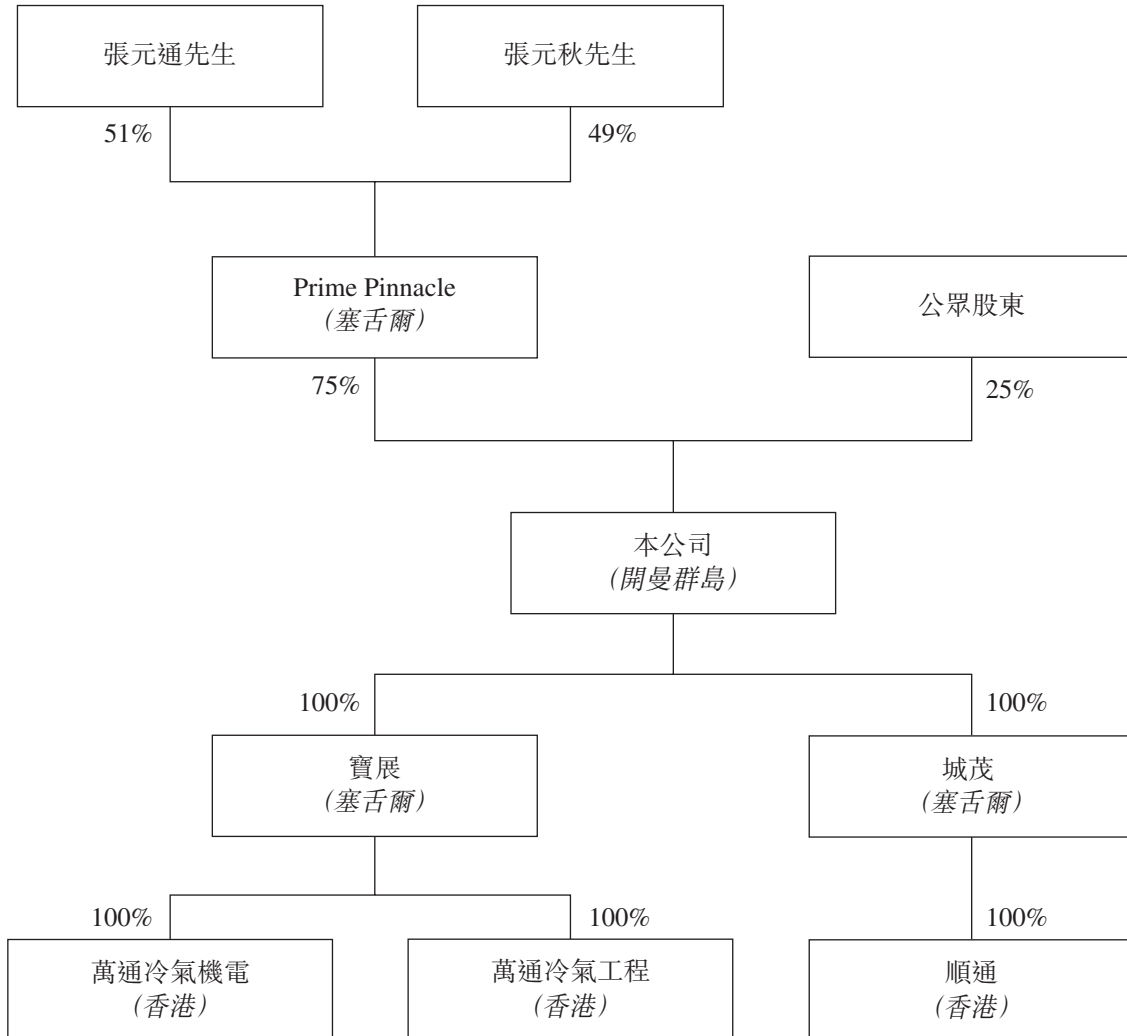 張元通先生
張元秋先生
51%
49%
Prime Pinnacle
(塞舌爾)
公眾股東
75%
25%
本公司
(開曼群島)
100%
100%
寶展
(塞舌爾)
城茂
(塞舌爾)
100%
100%
100%
萬通冷氣機電
(香港)
萬通冷氣工程
(香港)
順通
(香港)